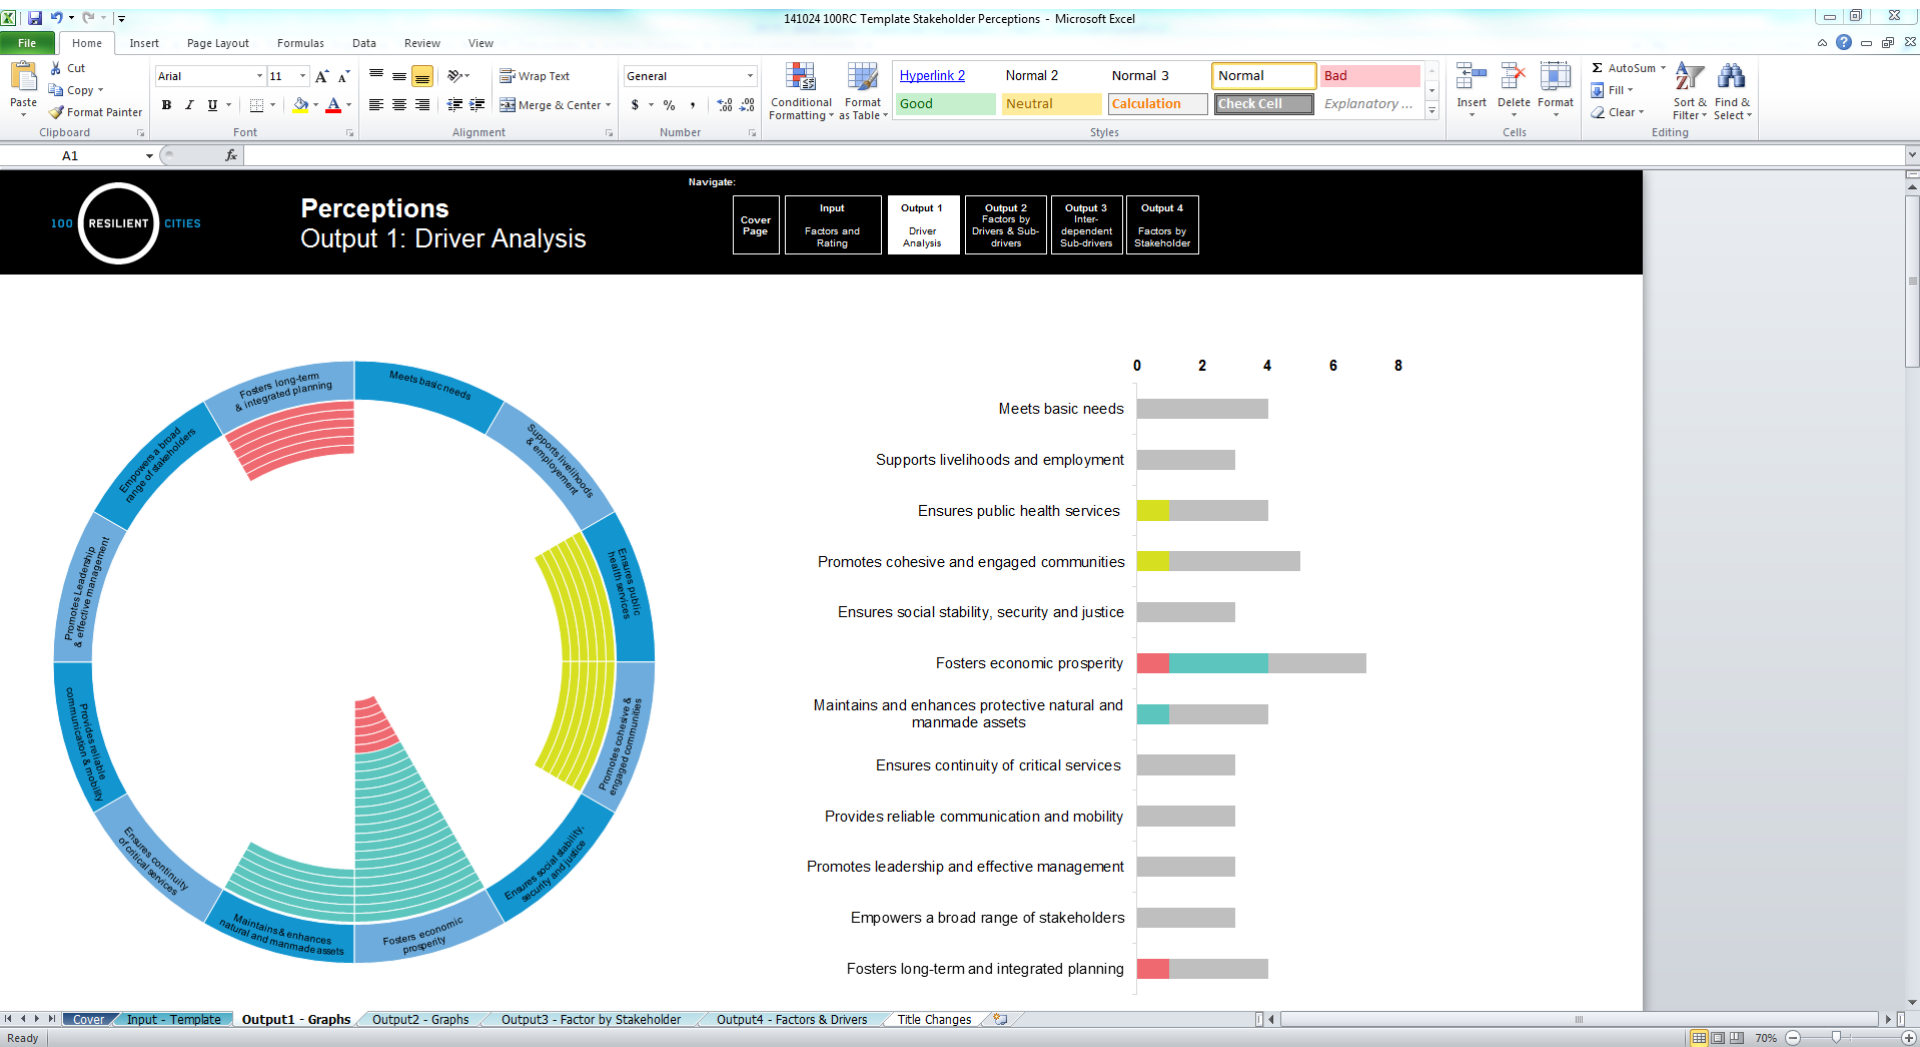 141024 100RC Template Stakeholder Perceptions - Microsoft Excel
File Home Insert Page Layout Formulas Data Review View
Cut
Copy
Format Painter
Paste
Clipboard
Arial 11
B I U
Font
Wrap Text
Merge & Center
Alignment
General
$ % ,
Number
Conditional Formatting
Format as Table
Hyperlink 2 Normal 2 Normal 3 Normal Bad
Good Neutral Calculation Check Cell Explanatory ...
Styles
Insert Delete Format
Cells
Σ AutoSum
Fill
Clear
Sort & Filter
Find & Select
Editing
A1 fx
100 RESILIENT CITIES
Perceptions
Output 1: Driver Analysis
Navigate:
Cover
Page
Input
Factors and
Rating
Output 1
Driver
Analysis
Output 2
Factors by
Drivers & Sub-
drivers
Output 3
Inter-
dependent
Sub-drivers
Output 4
Factors by
Stakeholder
Meets basic needs
Supports livelihoods
& employement
Ensures public
health services
Promotes cohesive &
engaged communities
Ensures social stability,
security and justice
Fosters economic
prosperity
Maintains & enhances
natural and manmade assets
Ensures continuity
of critical services
Provides reliable
communication & mobility
Promotes Leadership
& effective management
Empowers a broad
range of stakeholders
Fosters long-term
& integrated planning
0 2 4 6 8
Meets basic needs
Supports livelihoods and employment
Ensures public health services
Promotes cohesive and engaged communities
Ensures social stability, security and justice
Fosters economic prosperity
Maintains and enhances protective natural and
manmade assets
Ensures continuity of critical services
Provides reliable communication and mobility
Promotes leadership and effective management
Empowers a broad range of stakeholders
Fosters long-term and integrated planning
Cover Input - Template Output1 - Graphs Output2 - Graphs Output3 - Factor by Stakeholder Output4 - Factors & Drivers Title Changes
Ready 70%